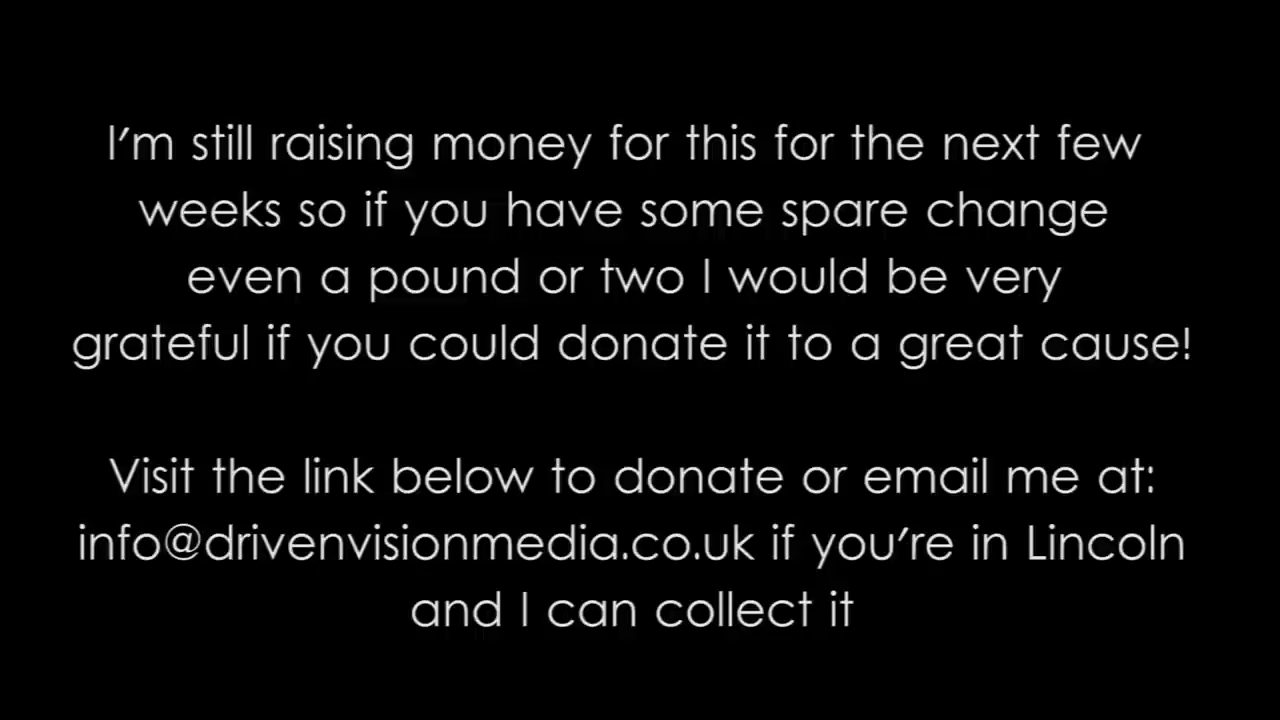 I'm still raising money for this for the next few
weeks so if you have some spare change
even a pound or two I would be very
grateful if you could donate it to a great cause!
Visit the link below to donate or email me at:
info@drivenvisionmedia.co.uk if you're in Lincoln
and I can collect it